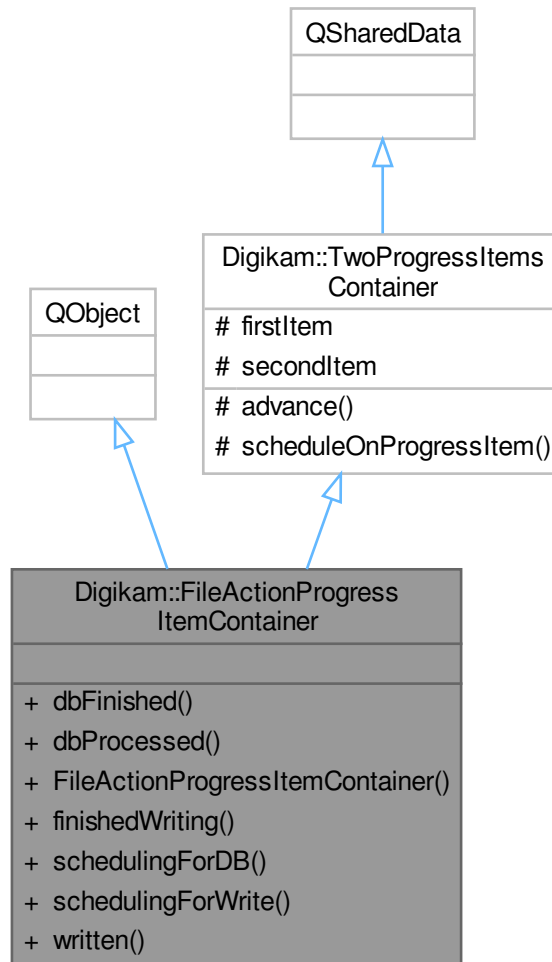 QSharedData
Digikam::TwoProgressItems
Container
# firstItem
# secondItem
# advance()
# scheduleOnProgressItem()
QObject
Digikam::FileActionProgress
ItemContainer
+ dbFinished()
+ dbProcessed()
+ FileActionProgressItemContainer()
+ finishedWriting()
+ schedulingForDB()
+ schedulingForWrite()
+ written()